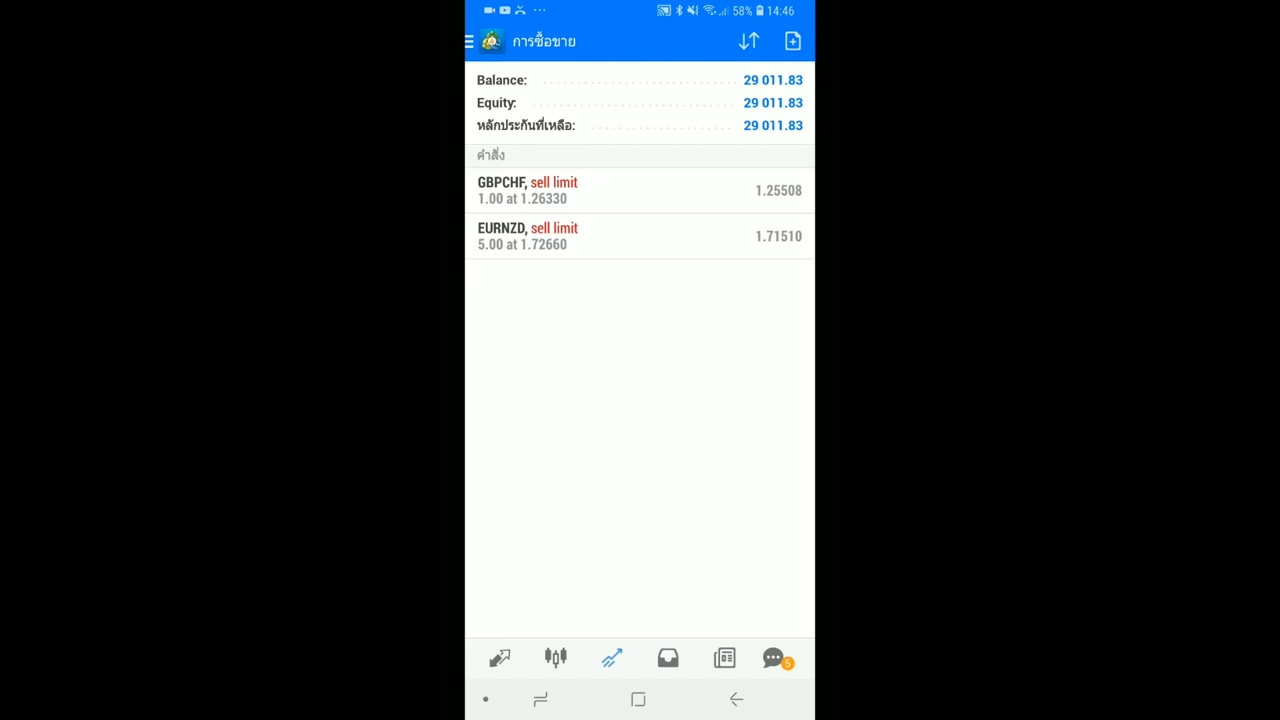 58% 14:46
การซื้อขาย
Balance: 29 011.83
Equity: 29 011.83
หลักประกันที่เหลือ: 29 011.83
คำสั่ง
GBPCHF, sell limit
1.00 at 1.26330
1.25508
EURNZD, sell limit
5.00 at 1.72660
1.71510
5